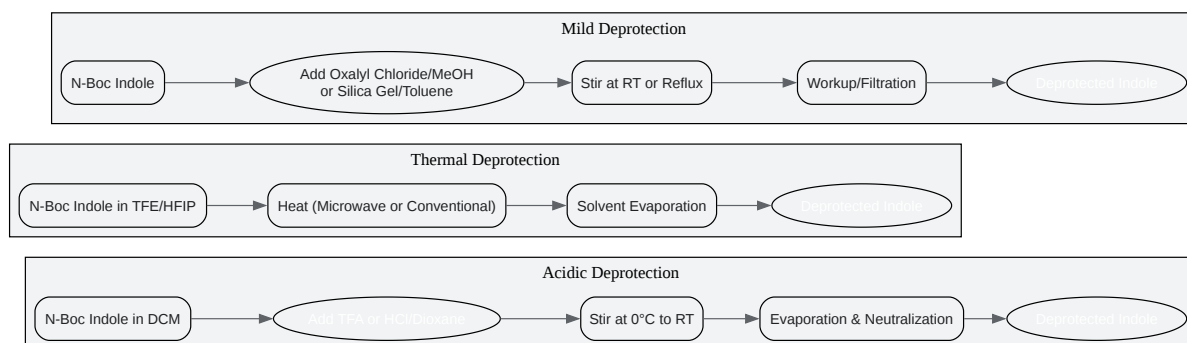 Mild Deprotection
N-Boc Indole
Add Oxalyl Chloride/MeOH
or Silica Gel/Toluene
Stir at RT or Reflux
Workup/Filtration
Deprotected Indole
Thermal Deprotection
N-Boc Indole in TFE/HFIP
Heat (Microwave or Conventional)
Solvent Evaporation
Deprotected Indole
Acidic Deprotection
N-Boc Indole in DCM
Add TFA or HCl/Dioxane
Stir at 0°C to RT
Evaporation & Neutralization
Deprotected Indole